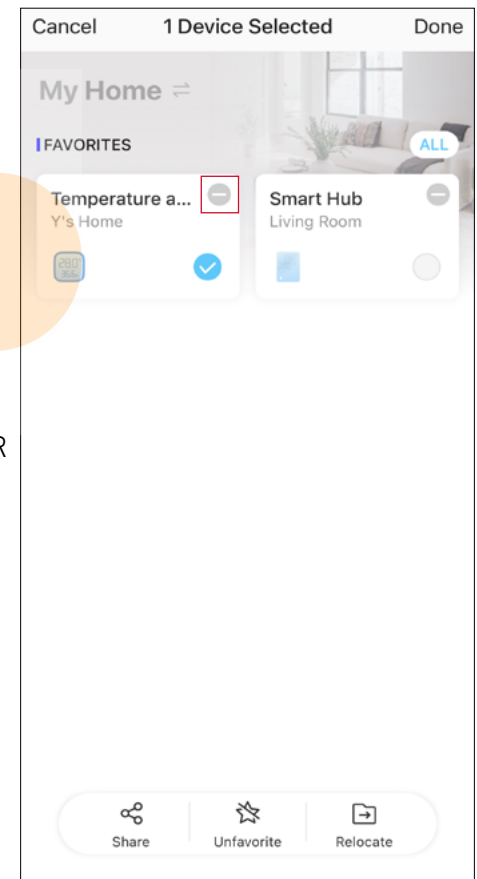 Cancel 1 Device Selected Done
My Home
FAVORITES ALL
Temperature a... Smart Hub
Y's Home Living Room
R
Share Unfavorite Relocate